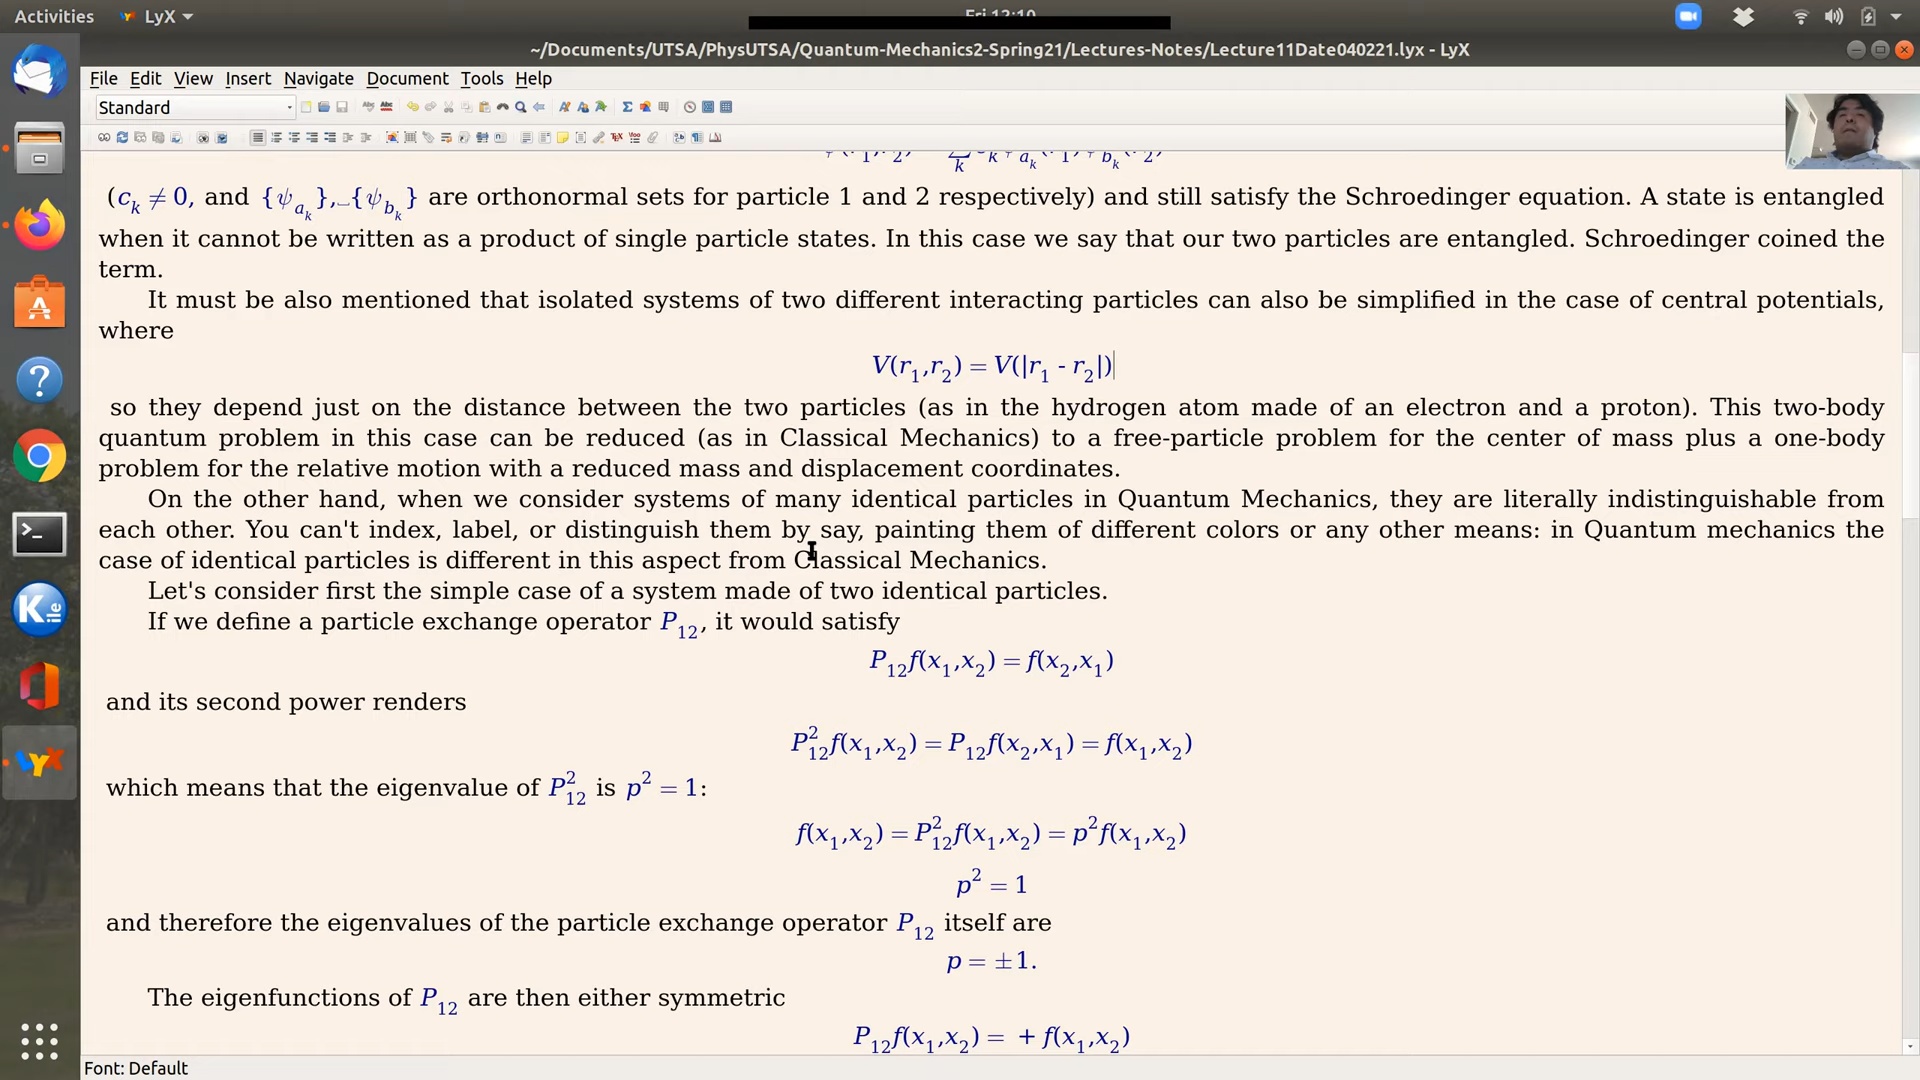 Activities LyX Fri 12:10
~/Documents/UTSA/PhysUTSA/Quantum-Mechanics2-Spring21/Lectures-Notes/Lecture11Date040221.lyx - LyX
File Edit View Insert Navigate Document Tools Help
Standard
(c_k ≠ 0, and {ψ_{a_k}},␣{ψ_{b_k}} are orthonormal sets for particle 1 and 2 respectively) and still satisfy the Schroedinger equation. A state is entangled
when it cannot be written as a product of single particle states. In this case we say that our two particles are entangled. Schroedinger coined the
term.
It must be also mentioned that isolated systems of two different interacting particles can also be simplified in the case of central potentials,
where
V(r_1,r_2) = V(|r_1 - r_2|)
so they depend just on the distance between the two particles (as in the hydrogen atom made of an electron and a proton). This two-body
quantum problem in this case can be reduced (as in Classical Mechanics) to a free-particle problem for the center of mass plus a one-body
problem for the relative motion with a reduced mass and displacement coordinates.
On the other hand, when we consider systems of many identical particles in Quantum Mechanics, they are literally indistinguishable from
each other. You can't index, label, or distinguish them by say, painting them of different colors or any other means: in Quantum mechanics the
case of identical particles is different in this aspect from Classical Mechanics.
Let's consider first the simple case of a system made of two identical particles.
If we define a particle exchange operator P_12, it would satisfy
P_12 f(x_1,x_2) = f(x_2,x_1)
and its second power renders
P_12^2 f(x_1,x_2) = P_12 f(x_2,x_1) = f(x_1,x_2)
which means that the eigenvalue of P_12^2 is p^2 = 1:
f(x_1,x_2) = P_12^2 f(x_1,x_2) = p^2 f(x_1,x_2)
p^2 = 1
and therefore the eigenvalues of the particle exchange operator P_12 itself are
p = ±1.
The eigenfunctions of P_12 are then either symmetric
P_12 f(x_1,x_2) = + f(x_1,x_2)
Font: Default